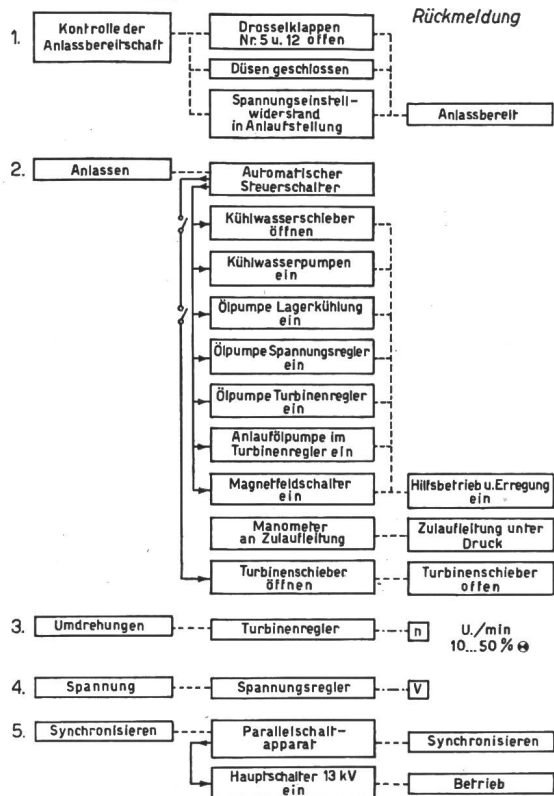 Rückmeldung
1.
Kontrolle der
Anlassbereitschaft
Drosselklappen
Nr. 5 u. 12 offen
Düsen geschlossen
Spannungseinstell-
widerstand
in Anlaufstellung
Anlassbereit
2.
Anlassen
Automatischer
Steuerschalter
Kühlwasserschieber
öffnen
Kühlwasserpumpen
ein
Ölpumpe Lagerkühlung
ein
Ölpumpe Spannungsregler
ein
Ölpumpe Turbinenregler
ein
Anlaufölpumpe im
Turbinenregler ein
Magnetfeldschalter
ein
Hilfsbetrieb u. Erregung
ein
Manometer
an Zulaufleitung
Zulaufleitung unter
Druck
Turbinenschieber
öffnen
Turbinenschieber
offen
3.
Umdrehungen
Turbinenregler
n
U./min
10...50 %
4.
Spannung
Spannungsregler
V
5.
Synchronisieren
Parallelschalt-
apparat
Synchronisieren
Hauptschalter 13 kV
ein
Betrieb